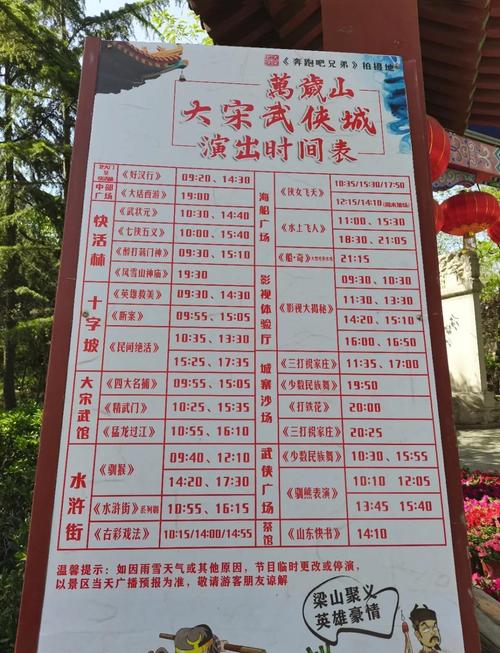 《奔跑吧兄弟》拍摄地
萬歲山
大宋武侠城
演出时间表
中部广场
《好汉行》 09:20、14:30
《大话西游》 19:00
快活林
《武状元》 10:30、14:40
《七侠五义》 10:00、15:40
《醉打蒋门神》 09:30、15:10
《风雪山神庙》 19:30
十字坡
《英雄救美》 09:30、14:30
《断案》 09:55、15:05
《民间绝活》 10:35、13:30
15:25、17:35
大宋武馆
《四大名捕》 09:55、15:05
《精武门》 10:25、15:35
《猛龙过江》 10:55、16:10
水浒街
《驯猴》 09:40、12:10
14:20、17:30
《水浒街》系列剧 10:55、16:15
《古彩戏法》 10:15/14:00/14:55
海船广场
《侠女飞天》 10:35/15:30/17:50
12:15/14:10
《水上飞人》 11:00、15:30
18:30、21:05
《船·奇》 21:15
影视体验厅
《影视大揭秘》 09:30、10:30
11:30、13:30
14:20、15:10
16:00、16:50
城寨沙场
《三打祝家庄》 11:35、17:00
《少数民族舞》 19:50
《打铁花》 20:00
《三打祝家庄》 20:25
武侠广场
《少数民族舞》 10:30、15:55
《驯熊表演》 10:10 12:05
13:45 15:40
茶馆
《山东快书》 14:10
温馨提示：如因雨雪天气或其他原因，节目临时更改或停演，
以景区当天广播预报为准，敬请游客朋友谅解
梁山聚义
英雄豪情